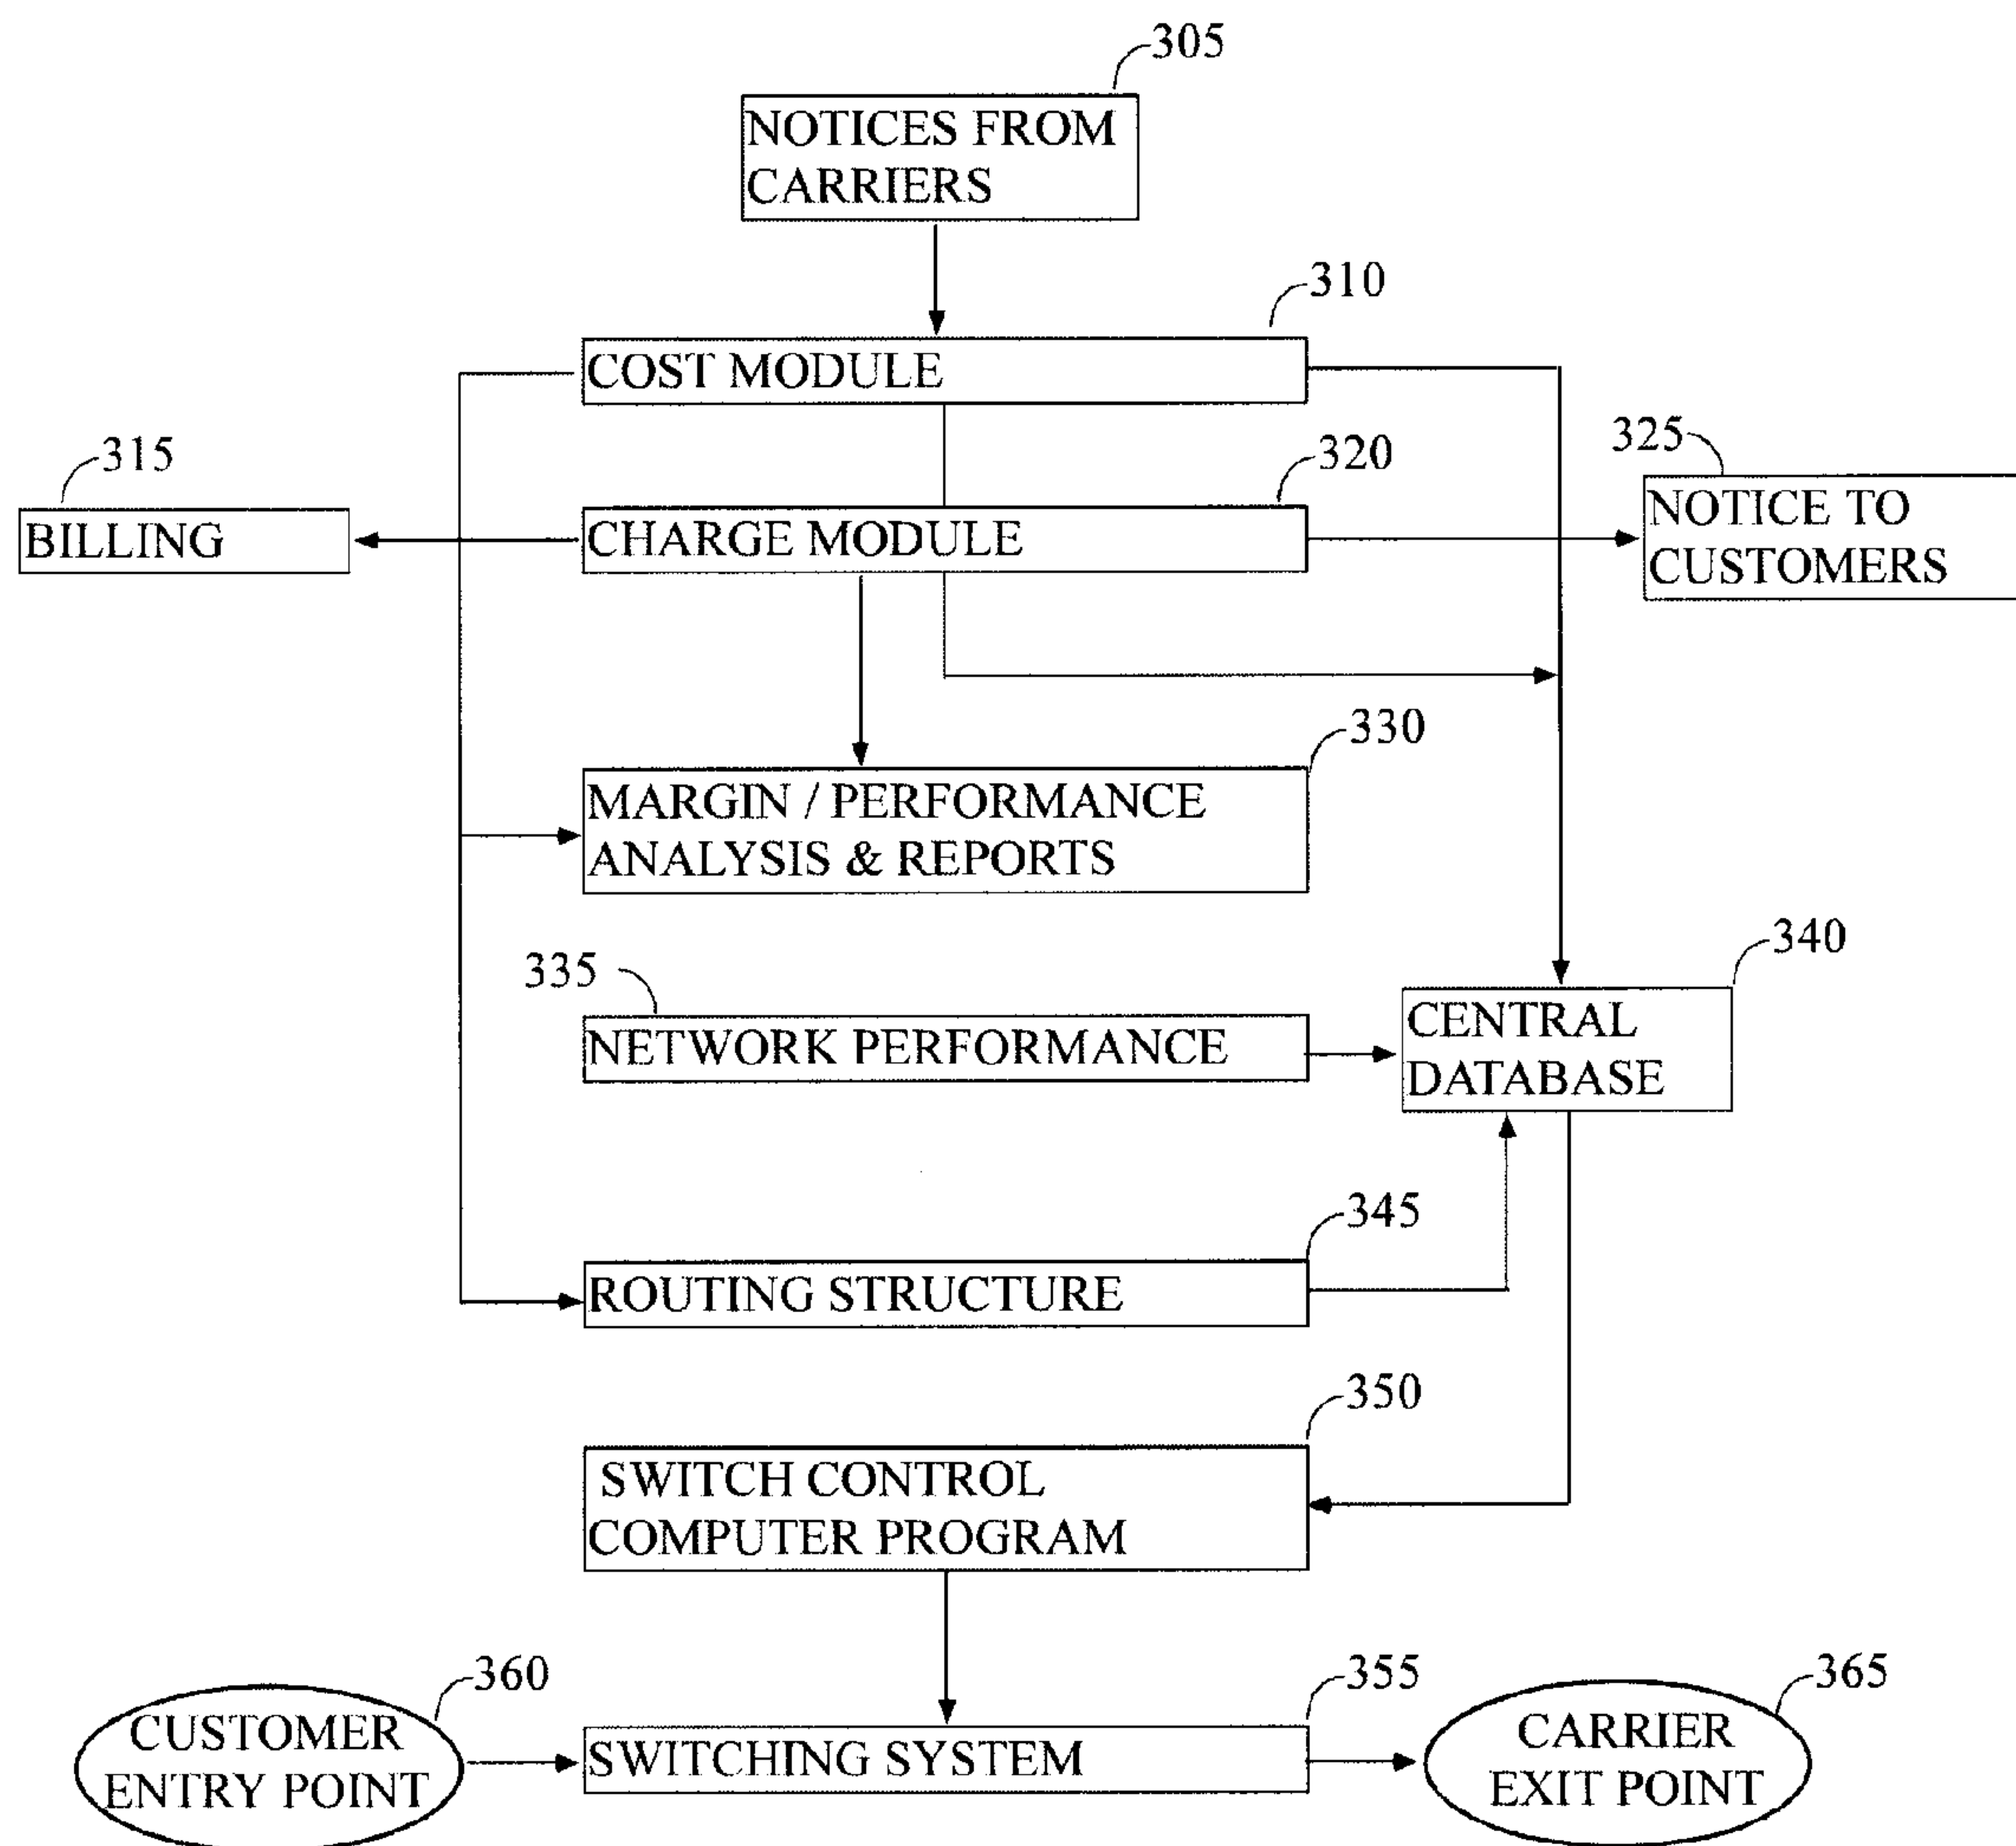 305
NOTICES FROM
CARRIERS
310
COST MODULE
315
BILLING
320
CHARGE MODULE
325
NOTICE TO
CUSTOMERS
330
MARGIN / PERFORMANCE
ANALYSIS & REPORTS
335
NETWORK PERFORMANCE
340
CENTRAL
DATABASE
345
ROUTING STRUCTURE
350
SWITCH CONTROL
COMPUTER PROGRAM
360
CUSTOMER
ENTRY POINT
355
SWITCHING SYSTEM
365
CARRIER
EXIT POINT